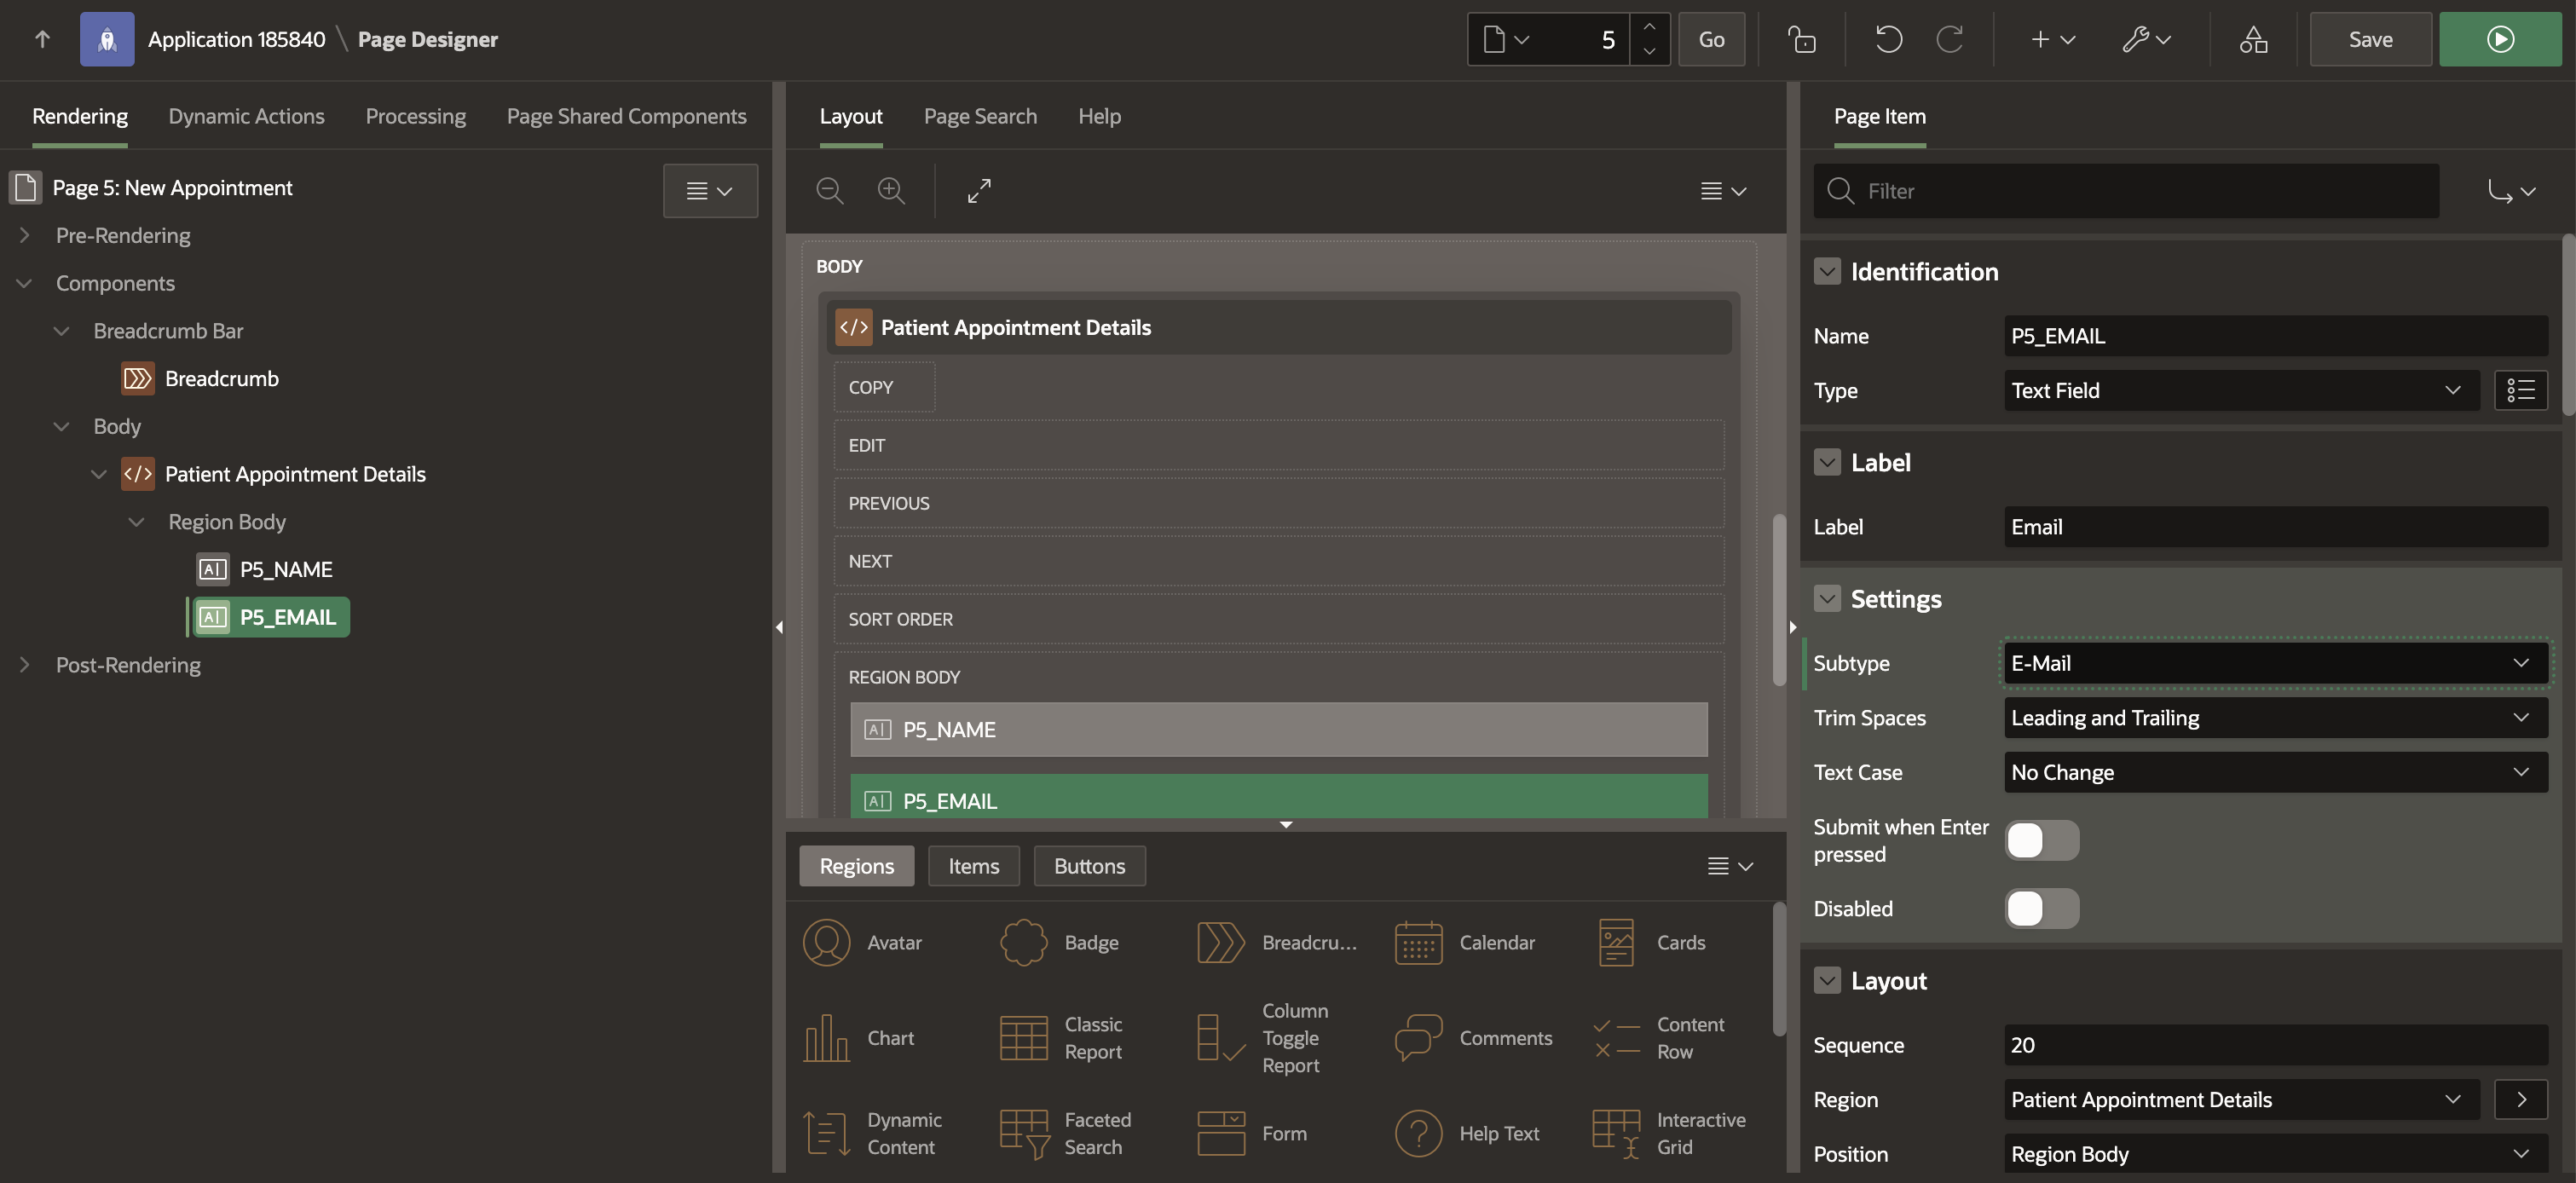 Application 185840 \ Page Designer
5
Go
Save
Rendering
Dynamic Actions
Processing
Page Shared Components
Page 5: New Appointment
Pre-Rendering
Components
Breadcrumb Bar
Breadcrumb
Body
Patient Appointment Details
Region Body
P5_NAME
P5_EMAIL
Post-Rendering
Layout
Page Search
Help
BODY
Patient Appointment Details
COPY
EDIT
PREVIOUS
NEXT
SORT ORDER
REGION BODY
P5_NAME
P5_EMAIL
Regions
Items
Buttons
Avatar
Badge
Breadcru...
Calendar
Cards
Chart
Classic
Report
Column
Toggle
Report
Comments
Content
Row
Dynamic
Content
Faceted
Search
Form
Help Text
Interactive
Grid
Page Item
Filter
Identification
Name
P5_EMAIL
Type
Text Field
Label
Label
Email
Settings
Subtype
E-Mail
Trim Spaces
Leading and Trailing
Text Case
No Change
Submit when Enter
pressed
Disabled
Layout
Sequence
20
Region
Patient Appointment Details
Position
Region Body